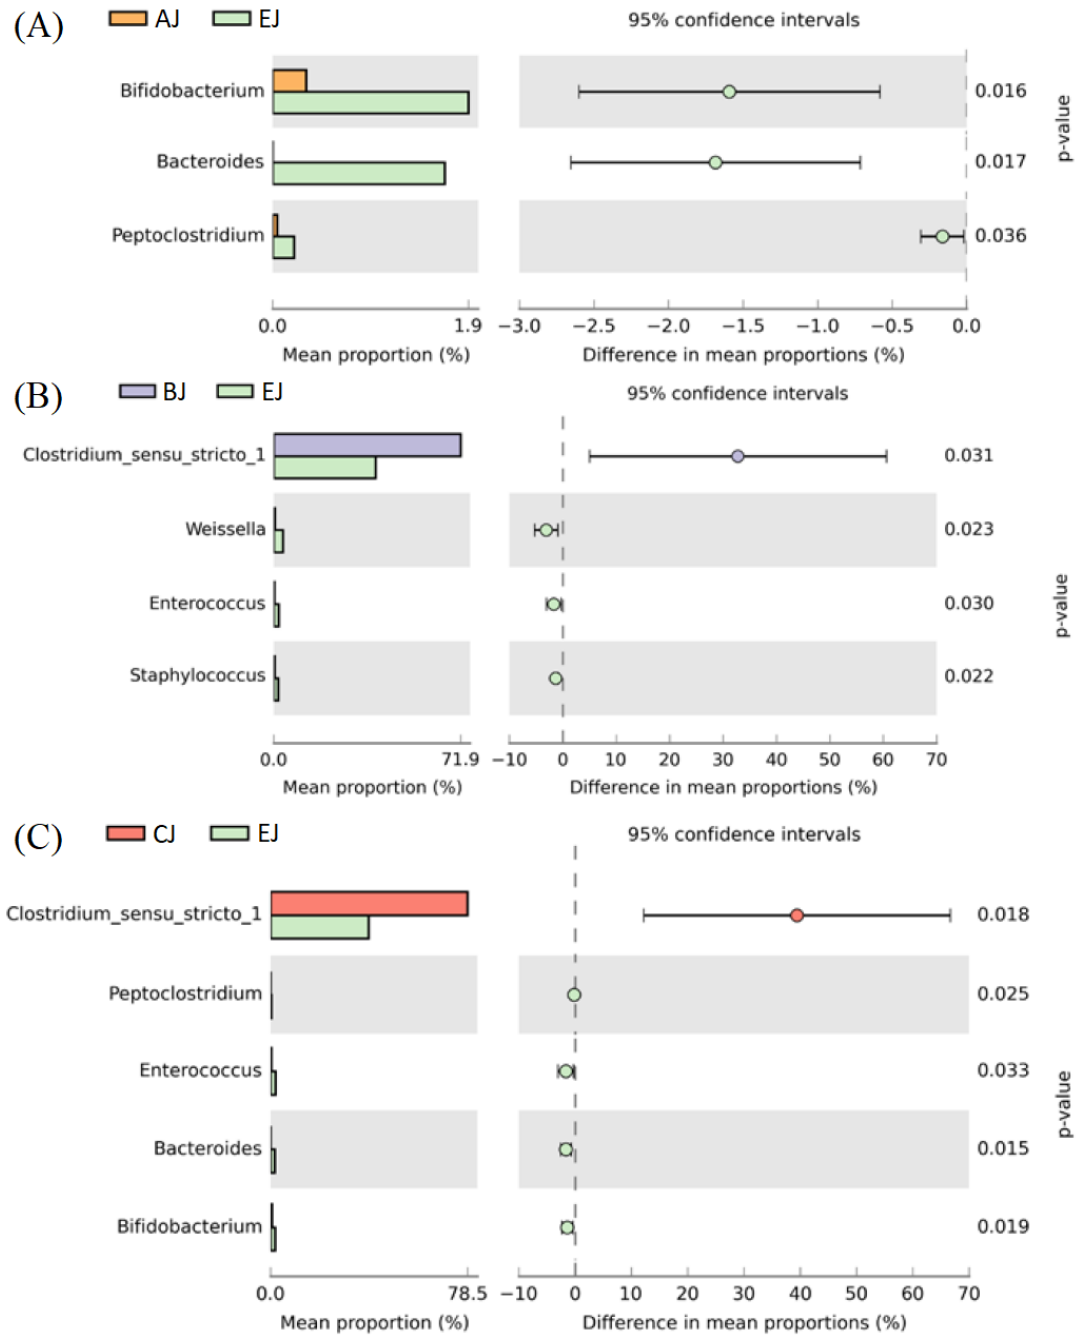 (A) AJ EJ 95% confidence intervals
Bifidobacterium 0.016
Bacteroides 0.017
Peptoclostridium 0.036
p-value
0.0 1.9 −3.0 −2.5 −2.0 −1.5 −1.0 −0.5 0.0
Mean proportion (%) Difference in mean proportions (%)
(B) BJ EJ 95% confidence intervals
Clostridium_sensu_stricto_1 0.031
Weissella 0.023
Enterococcus 0.030
Staphylococcus 0.022
p-value
0.0 71.9 −10 0 10 20 30 40 50 60 70
Mean proportion (%) Difference in mean proportions (%)
(C) CJ EJ 95% confidence intervals
Clostridium_sensu_stricto_1 0.018
Peptoclostridium 0.025
Enterococcus 0.033
Bacteroides 0.015
Bifidobacterium 0.019
p-value
0.0 78.5 −10 0 10 20 30 40 50 60 70
Mean proportion (%) Difference in mean proportions (%)